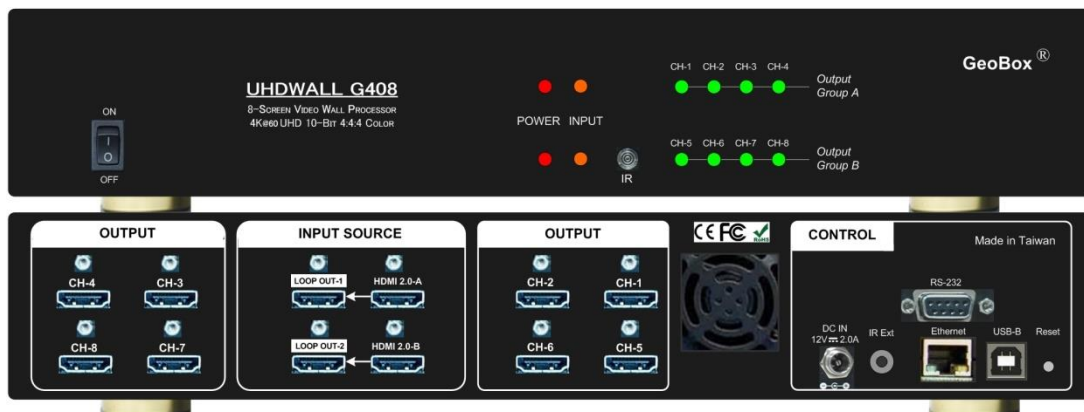 GeoBox ®
UHDWALL G408
8-SCREEN VIDEO WALL PROCESSOR
4K@60 UHD 10-BIT 4:4:4 COLOR
ON
I
O
OFF
POWER INPUT
IR
CH-1 CH-2 CH-3 CH-4
Output
Group A
CH-5 CH-6 CH-7 CH-8
Output
Group B
OUTPUT
CH-4 CH-3
CH-8 CH-7
INPUT SOURCE
LOOP OUT-1 HDMI 2.0-A
LOOP OUT-2 HDMI 2.0-B
OUTPUT
CH-2 CH-1
CH-6 CH-5
CE FC RoHS
CONTROL
Made in Taiwan
RS-232
DC IN
12V⎓2.0A
IR Ext
Ethernet
USB-B
Reset